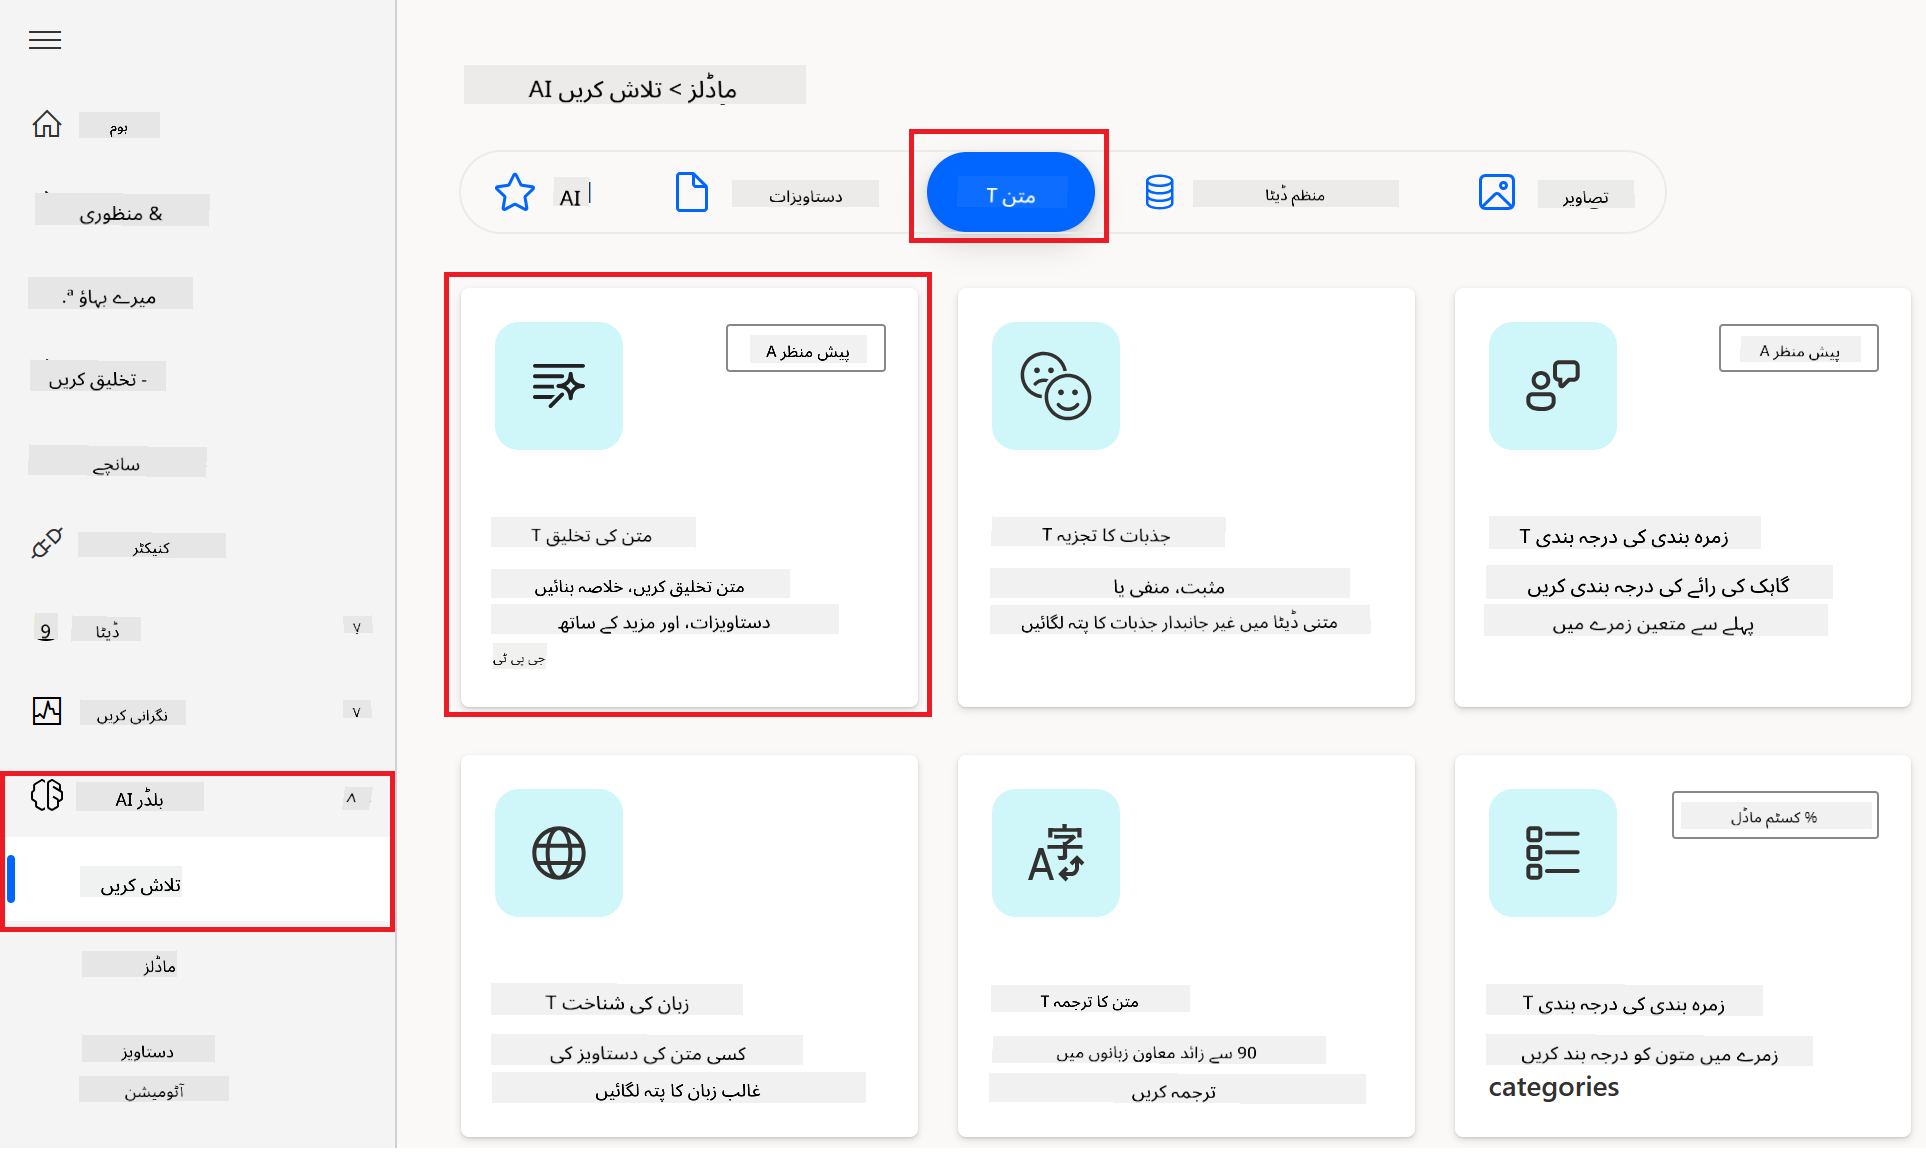 ہوم
& منظوری
میرے بہاؤ ª.
- تخلیق کریں
سانچے
کنیکٹر
9 ڈیٹا
نگرانی کریں
بلڈر AI
تلاش کریں
ماڈلز
دستاویز
آٹومیشن
ماڈلز > تلاش کریں AI
AI
دستاویزات
متن T
منظم ڈیٹا
تصاویر
پیش منظر A
متن کی تخلیق T
متن تخلیق کریں، خلاصہ بنائیں
دستاویزات، اور مزید کے ساتھ
جی پی ٹی
جذبات کا تجزیہ T
مثبت، منفی یا
متنی ڈیٹا میں غیر جانبدار جذبات کا پتہ لگائیں
پیش منظر A
زمرہ بندی کی درجہ بندی T
گاہک کی رائے کی درجہ بندی کریں
پہلے سے متعین زمرے میں
زبان کی شناخت T
کسی متن کی دستاویز کی
غالب زبان کا پتہ لگائیں
متن کا ترجمہ T
90 سے زائد معاون زبانوں میں
ترجمہ کریں
% کسٹم ماڈل
زمرہ بندی کی درجہ بندی T
زمرے میں متون کو درجہ بند کریں
categories